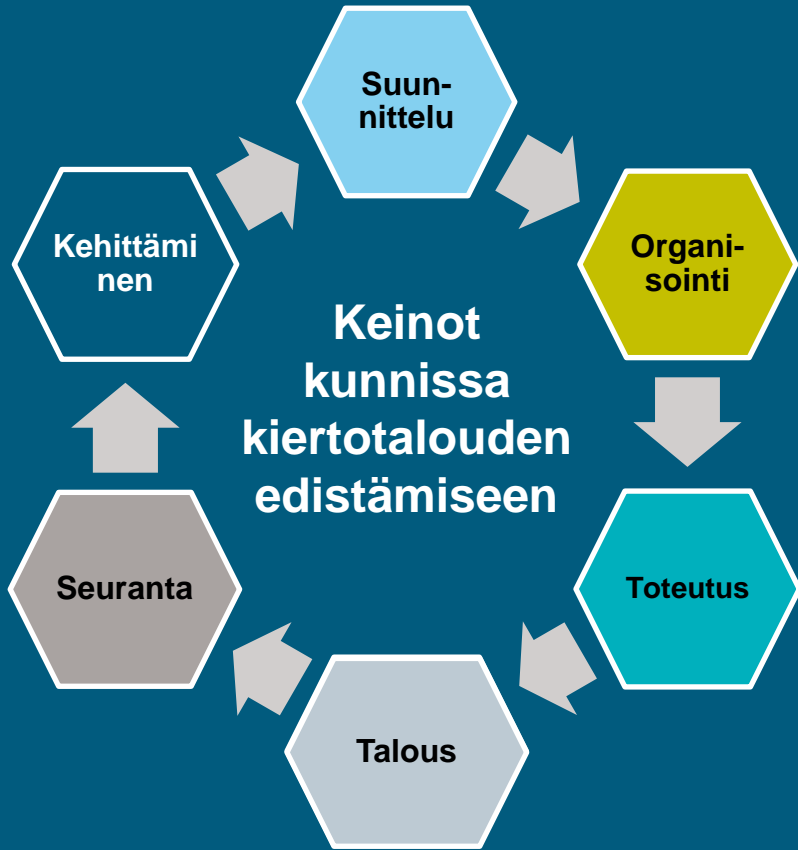 Suun-
nittelu
Organi-
sointi
Toteutus
Talous
Seuranta
Kehittämi
nen
Keinot
kunnissa
kiertotalouden
edistämiseen